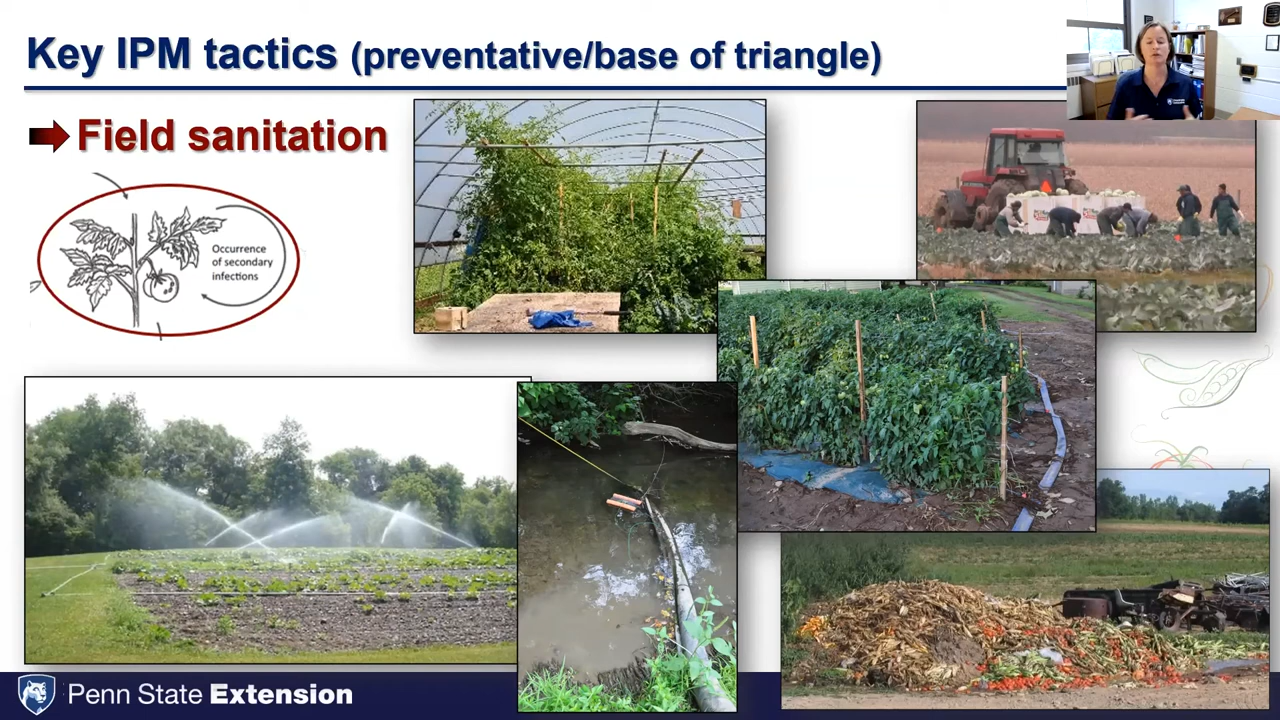 Key IPM tactics (preventative/base of triangle)
Field sanitation
Occurrence
of secondary
infections
Penn State Extension